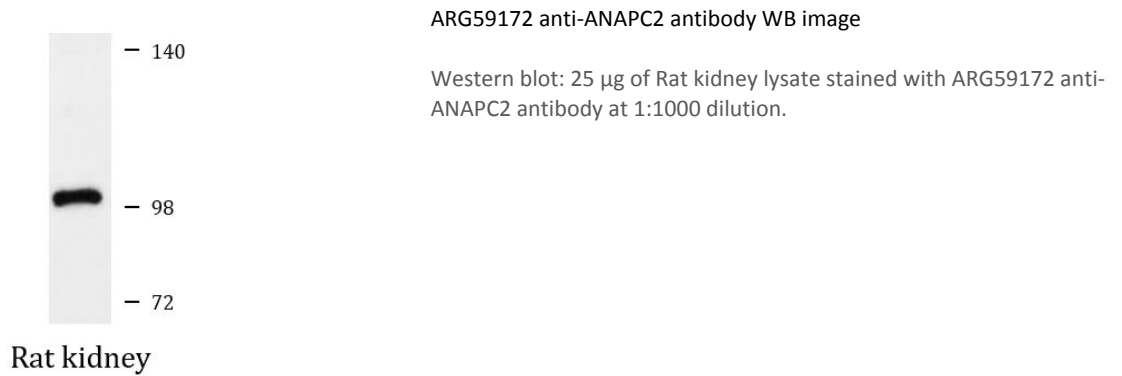 ARG59172 anti-ANAPC2 antibody WB image
Western blot: 25 μg of Rat kidney lysate stained with ARG59172 anti-
ANAPC2 antibody at 1:1000 dilution.
140
98
72
Rat kidney